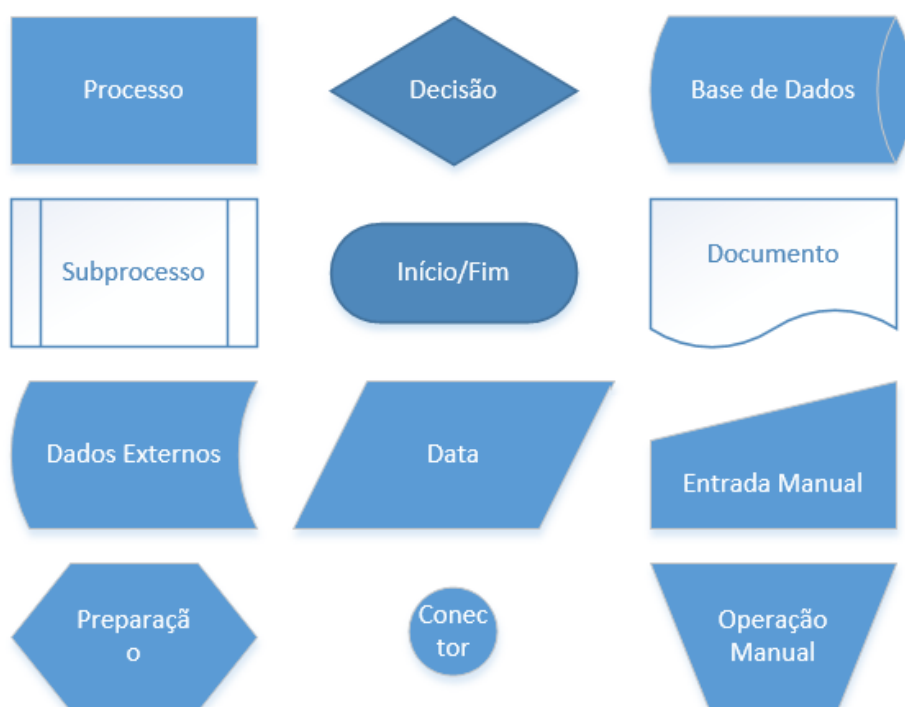 Processo
Decisão
Base de Dados
Subprocesso
Início/Fim
Documento
Dados Externos
Data
Entrada Manual
Preparaçã
o
Conec
tor
Operação
Manual